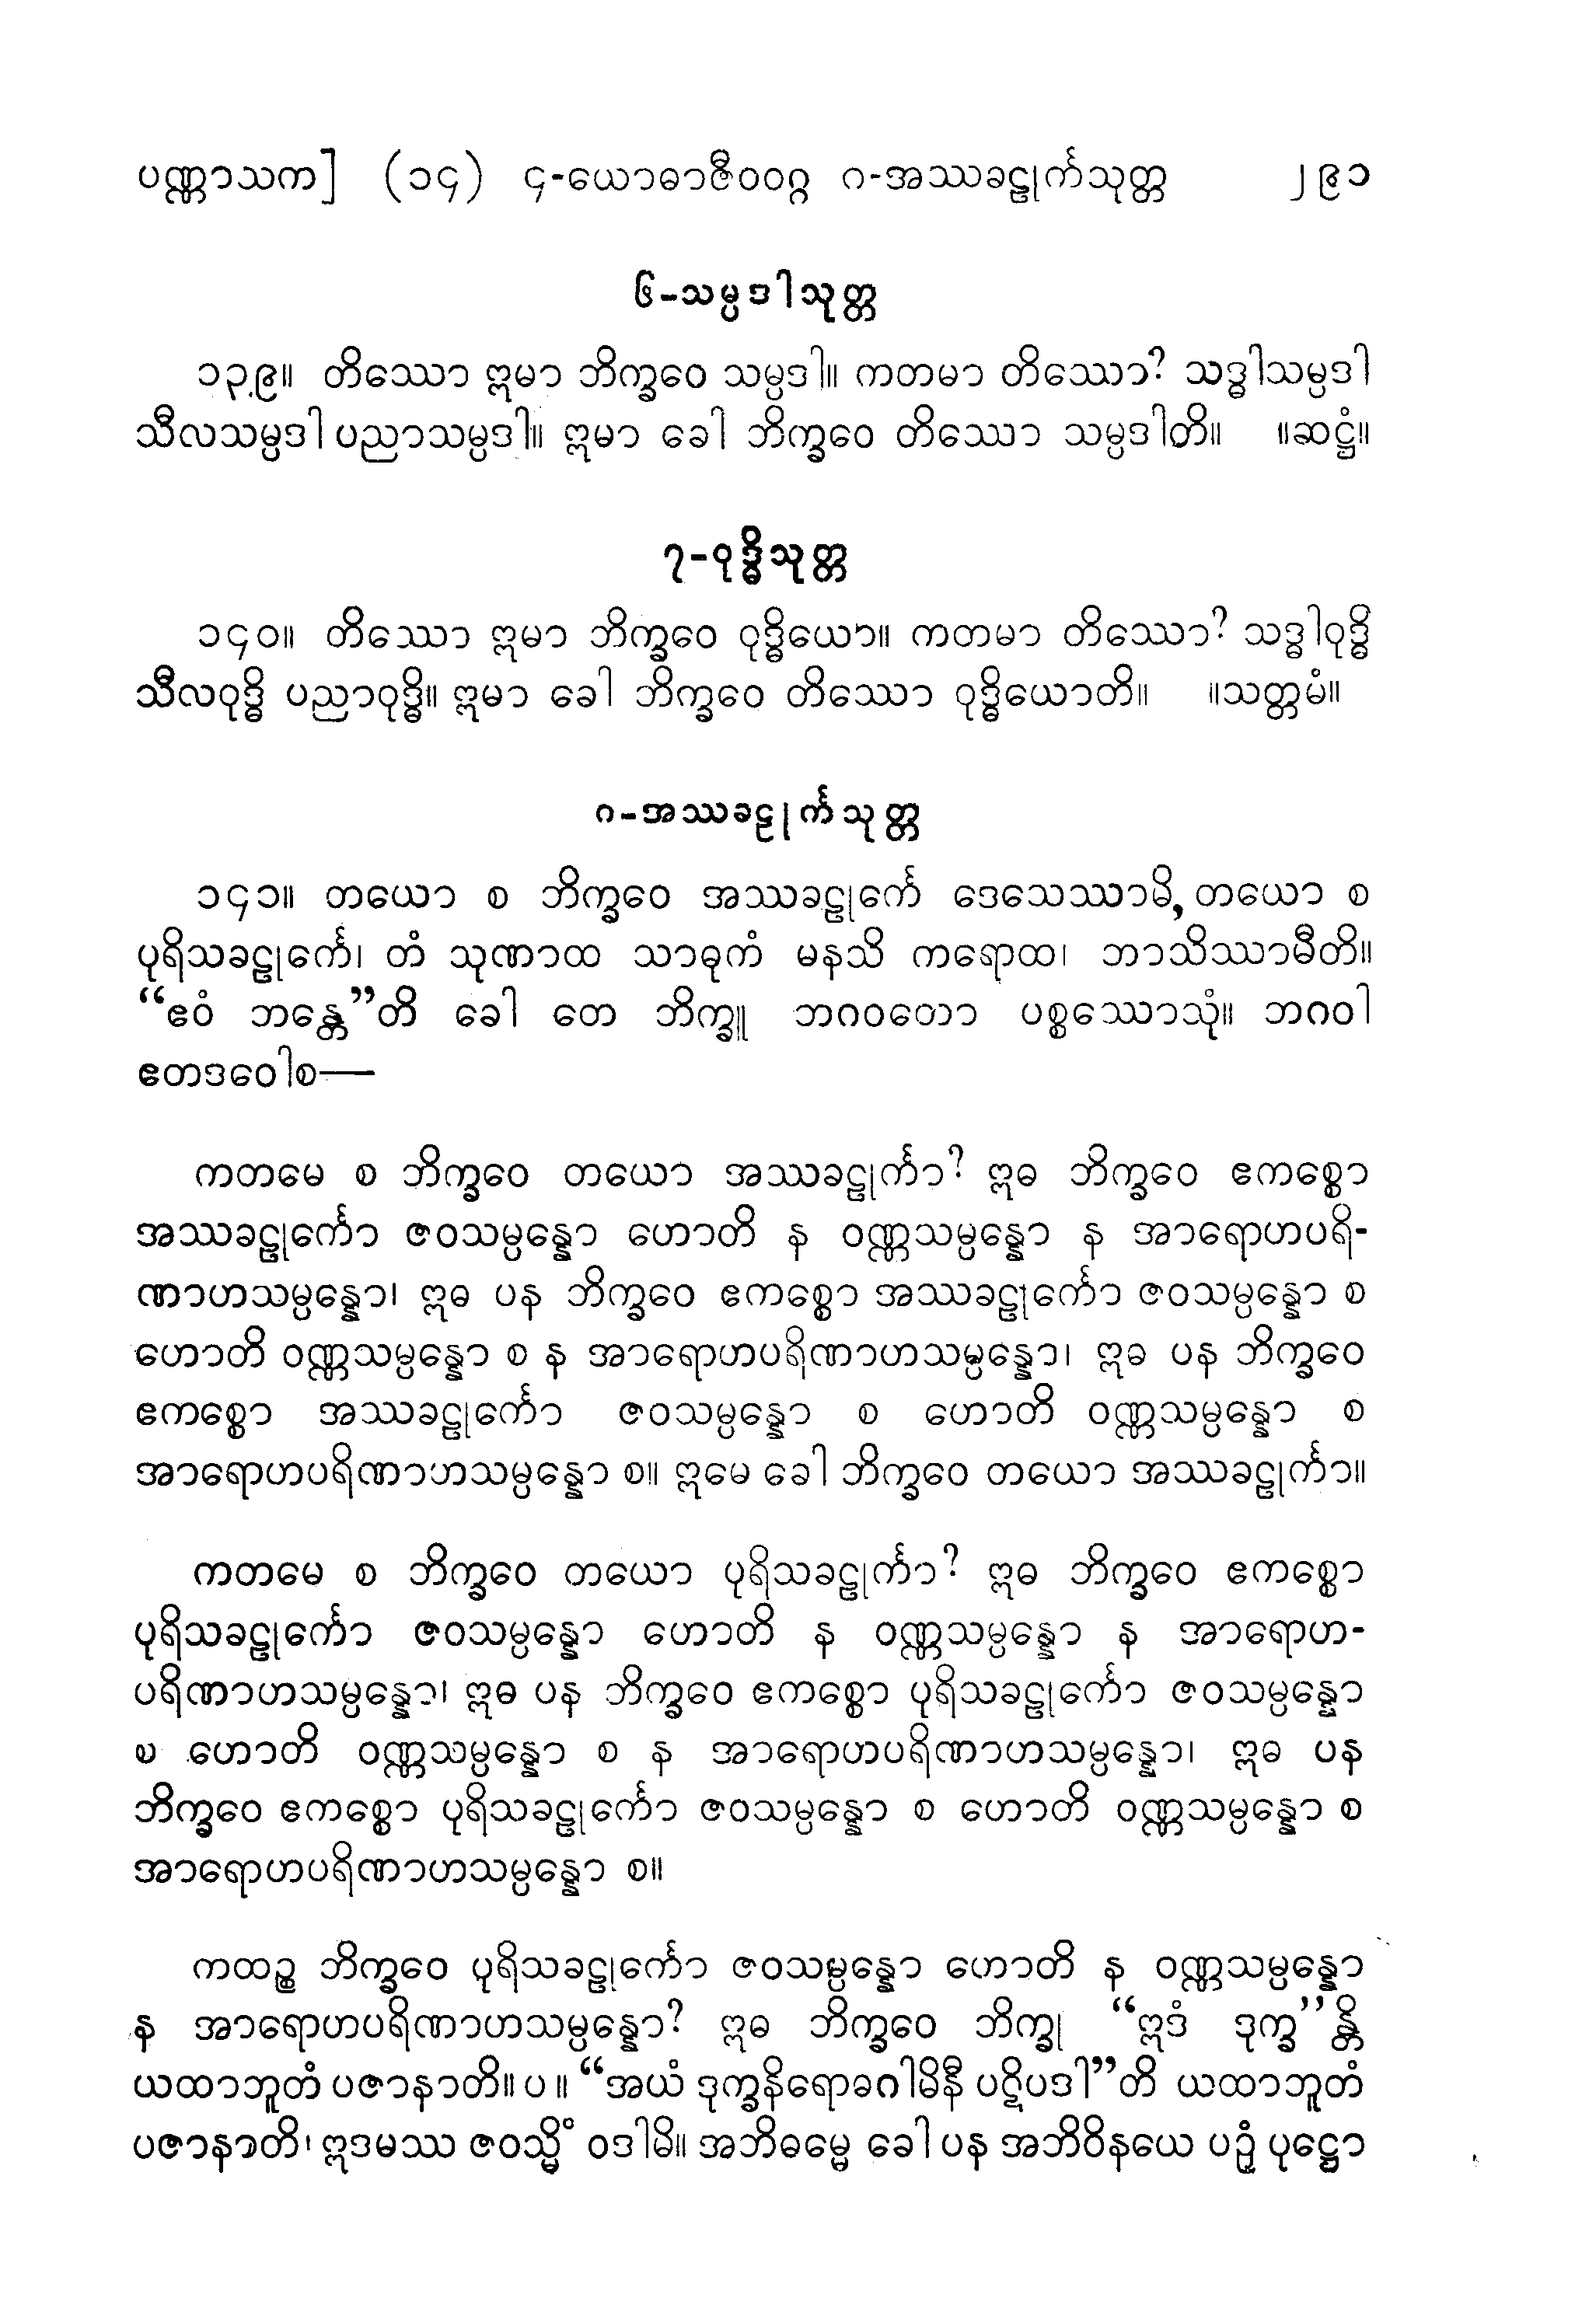 ပဏ္ဏာသက] (၁၄) ၄-ယောဓာဇီဝဝဂ္ဂ ဂ-အဿခဠုင်္ကသုတ္တ ၂၉၁
၆-သမ္ပဒါသုတ္တ
၁၃၉။ တိဿော ဣမာ ဘိက္ခဝေ သမ္ပဒါ။ ကတမာ တိဿော? သဒ္ဓါသမ္ပဒါ
သီလသမ္ပဒါ ပညာသမ္ပဒါ။ ဣမာ ခေါ ဘိက္ခဝေ တိဿော သမ္ပဒါတိ။ ။ဆဋ္ဌံ။
၇-ဝုဒ္ဓိသုတ္တ
၁၄၀။ တိဿော ဣမာ ဘိက္ခဝေ ဝုဒ္ဓိယော။ ကတမာ တိဿော? သဒ္ဓါဝုဒ္ဓိ
သီလဝုဒ္ဓိ ပညာဝုဒ္ဓိ။ ဣမာ ခေါ ဘိက္ခဝေ တိဿော ဝုဒ္ဓိယောတိ။ ။သတ္တမံ။
ဂ-အဿခဠုင်္ကသုတ္တ
၁၄၁။ တယော စ ဘိက္ခဝေ အဿခဠုင်္ကေ ဒေသေဿာမိ, တယော စ
ပုရိသခဠုင်္ကေ၊ တံ သုဏာထ သာဓုကံ မနသိ ကရောထ၊ ဘာသိဿာမီတိ။
“ဧဝံ ဘန္တေ”တိ ခေါ တေ ဘိက္ခူ ဘဂဝတော ပစ္စဿောသုံ။ ဘဂဝါ
ဧတဒဝေါစ—
ကတမေ စ ဘိက္ခဝေ တယော အဿခဠုင်္ကာ? ဣဓ ဘိက္ခဝေ ဧကစ္စော
အဿခဠုင်္ကော ဇဝသမ္ပန္နော ဟောတိ န ဝဏ္ဏသမ္ပန္နော န အာရောဟပရိ-
ဏာဟသမ္ပန္နော၊ ဣဓ ပန ဘိက္ခဝေ ဧကစ္စော အဿခဠုင်္ကော ဇဝသမ္ပန္နော စ
ဟောတိ ဝဏ္ဏသမ္ပန္နော စ န အာရောဟပရိဏာဟသမ္ပန္နော၊ ဣဓ ပန ဘိက္ခဝေ
ဧကစ္စော အဿခဠုင်္ကော ဇဝသမ္ပန္နော စ ဟောတိ ဝဏ္ဏသမ္ပန္နော စ
အာရောဟပရိဏာဟသမ္ပန္နော စ။ ဣမေ ခေါ ဘိက္ခဝေ တယော အဿခဠုင်္ကာ။
ကတမေ စ ဘိက္ခဝေ တယော ပုရိသခဠုင်္ကာ? ဣဓ ဘိက္ခဝေ ဧကစ္စော
ပုရိသခဠုင်္ကော ဇဝသမ္ပန္နော ဟောတိ န ဝဏ္ဏသမ္ပန္နော န အာရောဟ-
ပရိဏာဟသမ္ပန္နော၊ ဣဓ ပန ဘိက္ခဝေ ဧကစ္စော ပုရိသခဠုင်္ကော ဇဝသမ္ပန္နော
စ ဟောတိ ဝဏ္ဏသမ္ပန္နော စ န အာရောဟပရိဏာဟသမ္ပန္နော၊ ဣဓ ပန
ဘိက္ခဝေ ဧကစ္စော ပုရိသခဠုင်္ကော ဇဝသမ္ပန္နော စ ဟောတိ ဝဏ္ဏသမ္ပန္နော စ
အာရောဟပရိဏာဟသမ္ပန္နော စ။
ကထဉ္စ ဘိက္ခဝေ ပုရိသခဠုင်္ကော ဇဝသမ္ပန္နော ဟောတိ န ဝဏ္ဏသမ္ပန္နော
န အာရောဟပရိဏာဟသမ္ပန္နော? ဣဓ ဘိက္ခဝေ ဘိက္ခု “ဣဒံ ဒုက္ခ”န္တိ
ယထာဘူတံ ပဇာနာတိ။ပ။ “အယံ ဒုက္ခနိရောဓဂါမိနီ ပဋိပဒါ”တိ ယထာဘူတံ
ပဇာနာတိ၊ ဣဒမဿ ဇဝသ္မိံ ဝဒါမိ။ အဘိဓမ္မေ ခေါ ပန အဘိဝိနယေ ပဉှံ ပုဋ္ဌော